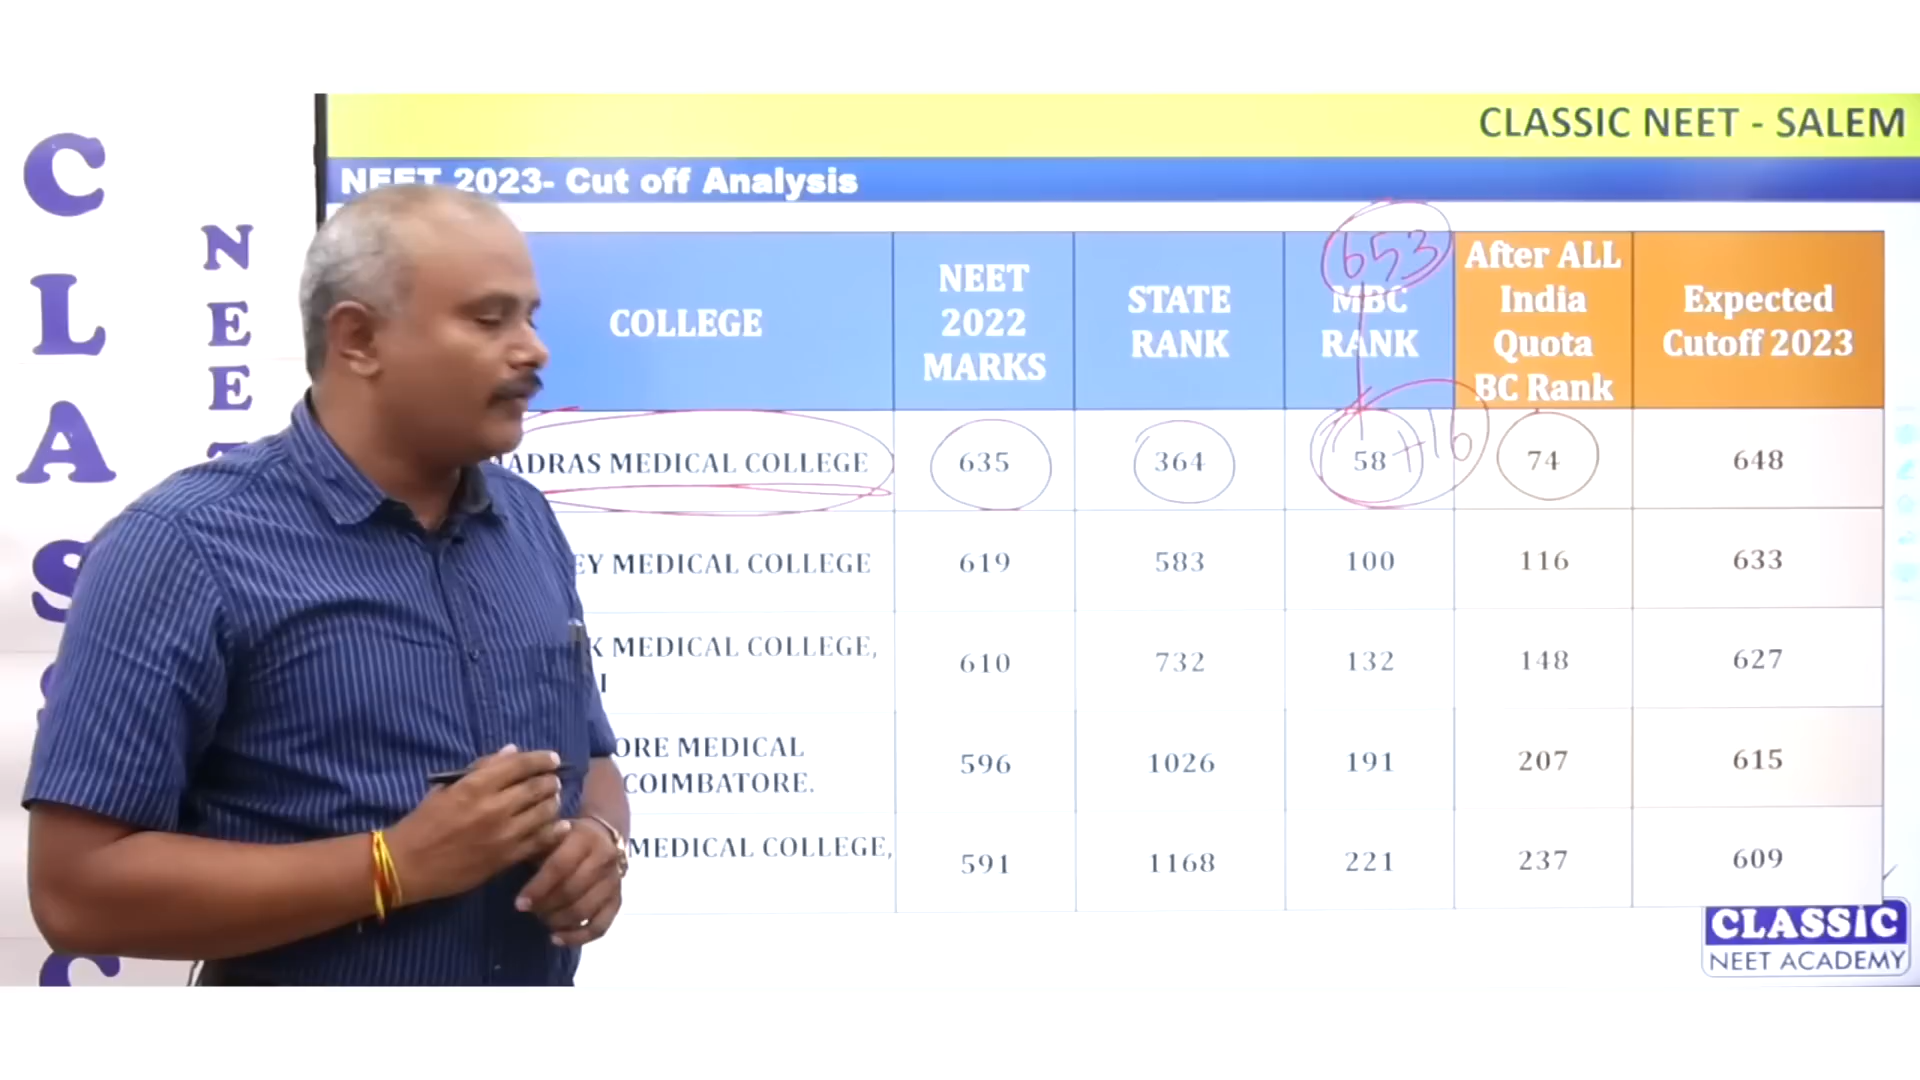 CLASSIC NEET - SALEM
2023- Cut off Analysis
C
L
A
S
N
E
E
COLLEGE
NEET
2022
MARKS
STATE
RANK
653
MBC
RANK
After ALL
India
Quota
BC Rank
Expected
Cutoff 2023
MEDICAL COLLEGE 635 364 58 +16 74 648
MEDICAL COLLEGE 619 583 100 116 633
MEDICAL COLLEGE, 610 732 132 148 627
MEDICAL
COIMBATORE. 596 1026 191 207 615
MEDICAL COLLEGE, 591 1168 221 237 609
CLASSIC
NEET ACADEMY